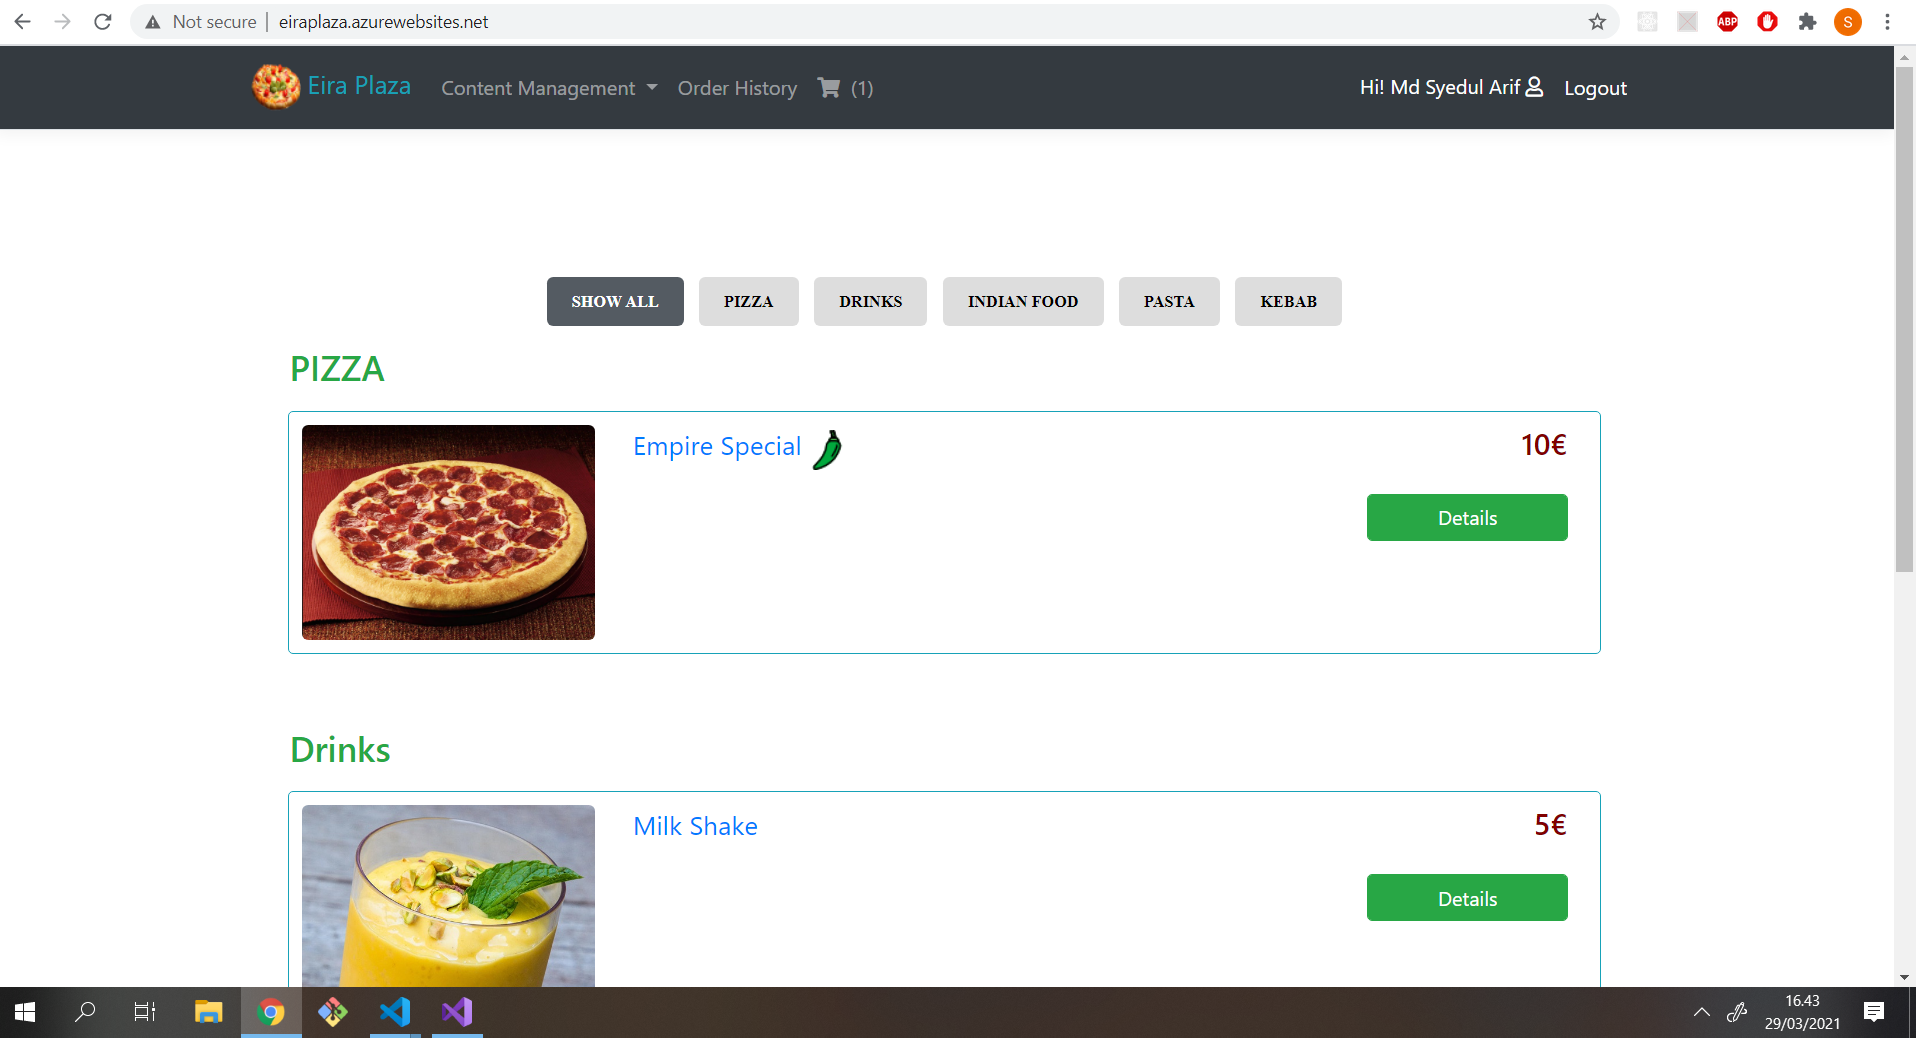 Not secure | eiraplaza.azurewebsites.net
ABP
S
Eira Plaza Content Management Order History (1) Hi! Md Syedul Arif Logout
SHOW ALL PIZZA DRINKS INDIAN FOOD PASTA KEBAB
PIZZA
Empire Special 10€
Details
Drinks
Milk Shake 5€
Details
16.43
29/03/2021